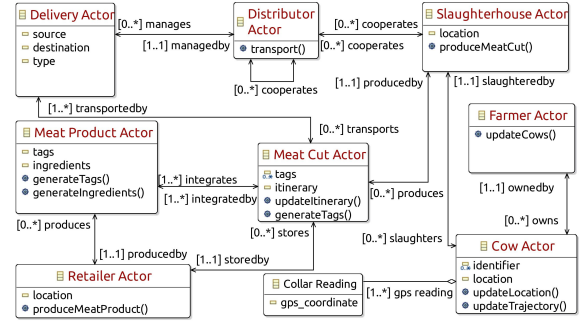 Delivery Actor
source
destination
type
[0..*] manages
[1..1] managedby
Distributor
Actor
transport()
[0..*] cooperates
[0..*] cooperates
[0..*] cooperates
Slaughterhouse Actor
location
produceMeatCut()
[1..1] producedby
[1..1] slaughteredby
[1..*] transportedby
[0..*] transports
Farmer Actor
updateCows()
Meat Product Actor
tags
ingredients
generateTags()
generateIngredients()
[1..*] integrates
[1..*] integratedby
Meat Cut Actor
tags
itinerary
updateItinerary()
generateTags()
[0..*] produces
[1..1] ownedby
[0..*] owns
[0..*] produces
[1..1] producedby
[0..*] stores
[1..1] storedby
[0..*] slaughters
Cow Actor
identifier
location
updateLocation()
updateTrajectory()
Retailer Actor
location
produceMeatProduct()
Collar Reading
gps_coordinate
[1..*] gps reading